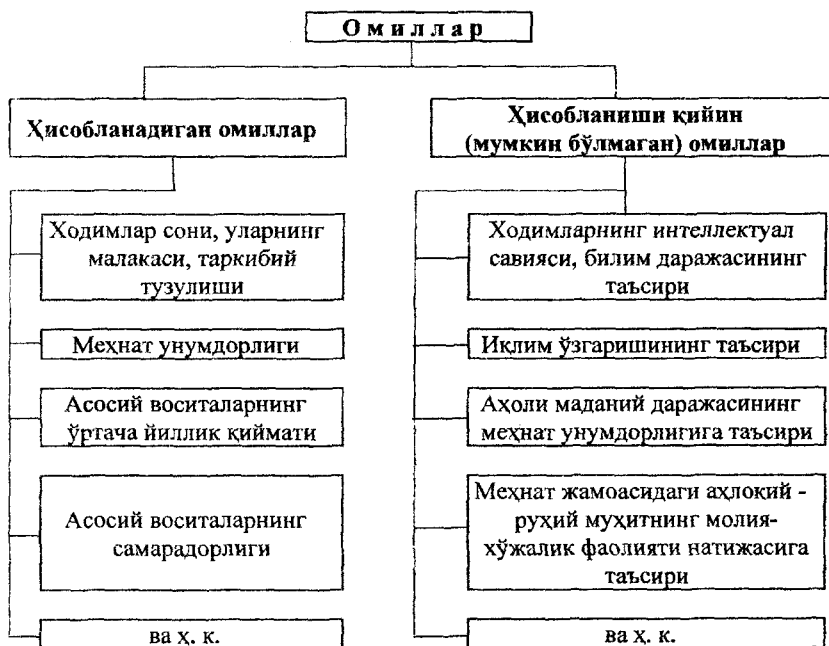 Омиллар
Ҳисобланадиган омиллар
Ходимлар сони, уларнинг
малакаси, таркибий
тузулиши
Меҳнат унумдорлиги
Асосий воситаларнинг
ўртача йиллик қиймати
Асосий воситаларнинг
самарадорлиги
ва ҳ. к.
Ҳисобланиши қийин
(мумкин бўлмаган) омиллар
Ходимларнинг интеллектуал
савияси, билим даражасининг
таъсири
Иқлим ўзгаришининг таъсири
Аҳоли маданий даражасининг
меҳнат унумдорлигига таъсири
Меҳнат жамоасидаги аҳлоқий -
руҳий муҳитнинг молия-
хўжалик фаолияти натижасига
таъсири
ва ҳ. к.